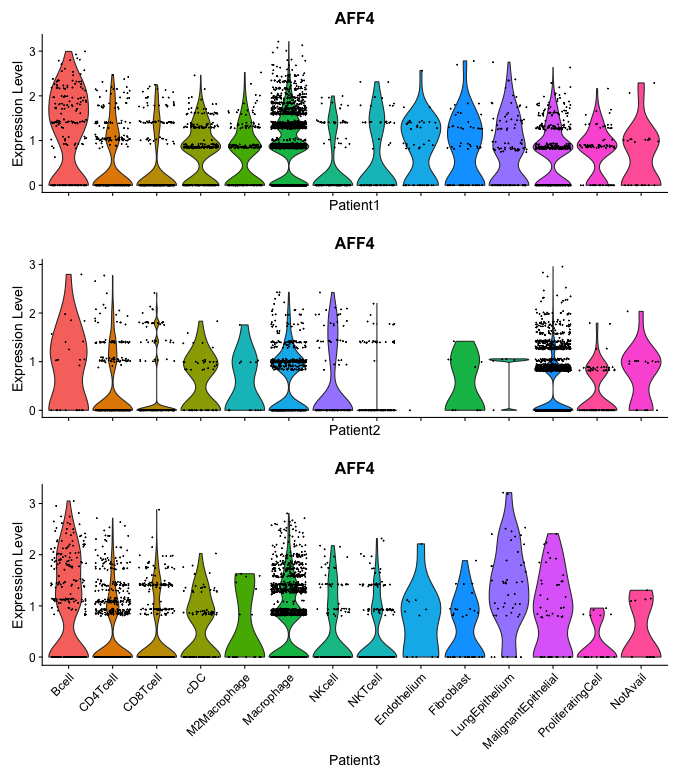 AFF4
Expression Level
3
2
1
0
Patient1
AFF4
Expression Level
3
2
1
0
Patient2
AFF4
Expression Level
3
2
1
0
Bcell
CD4Tcell
CD8Tcell
cDC
M2Macrophage
Macrophage
NKcell
NKTcell
Endothelium
Fibroblast
LungEpithelium
MalignantEpithelial
ProliferatingCell
NotAvail
Patient3